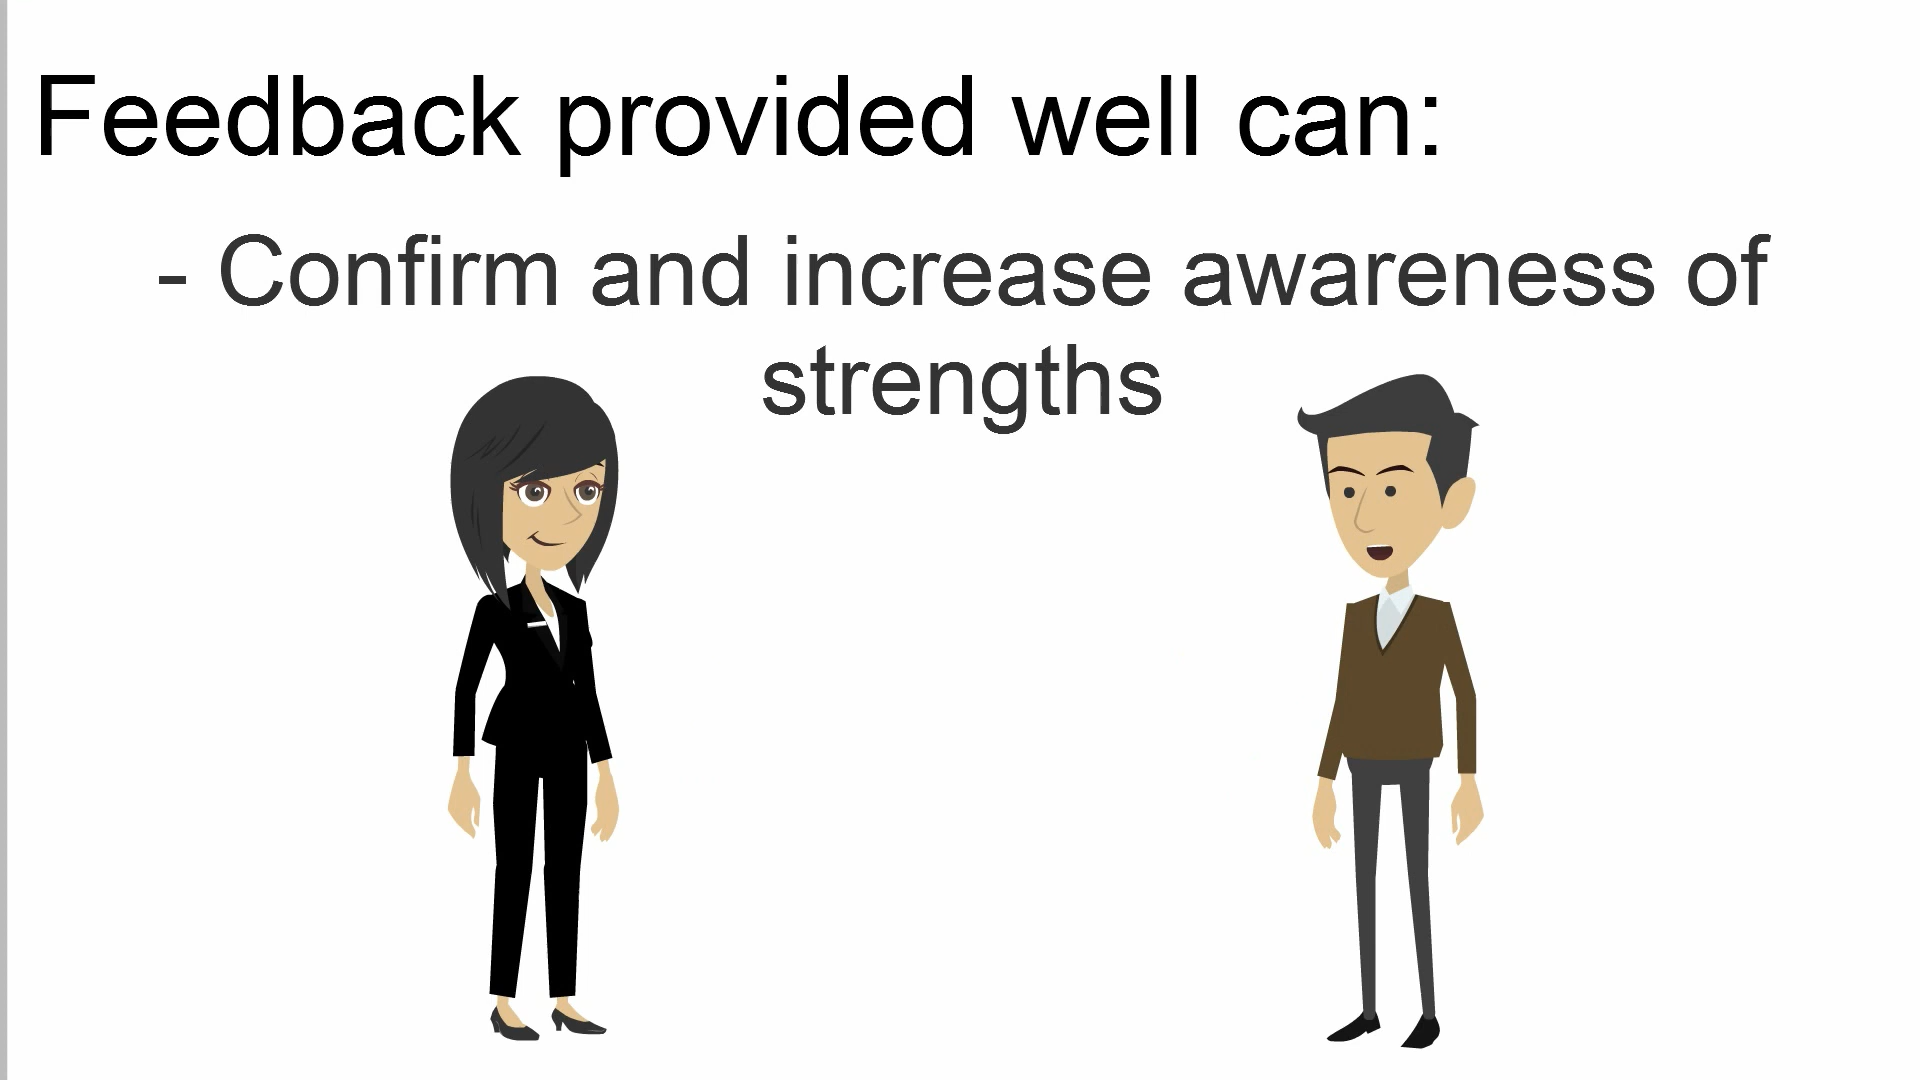 Feedback provided well can:
- Confirm and increase awareness of
strengths